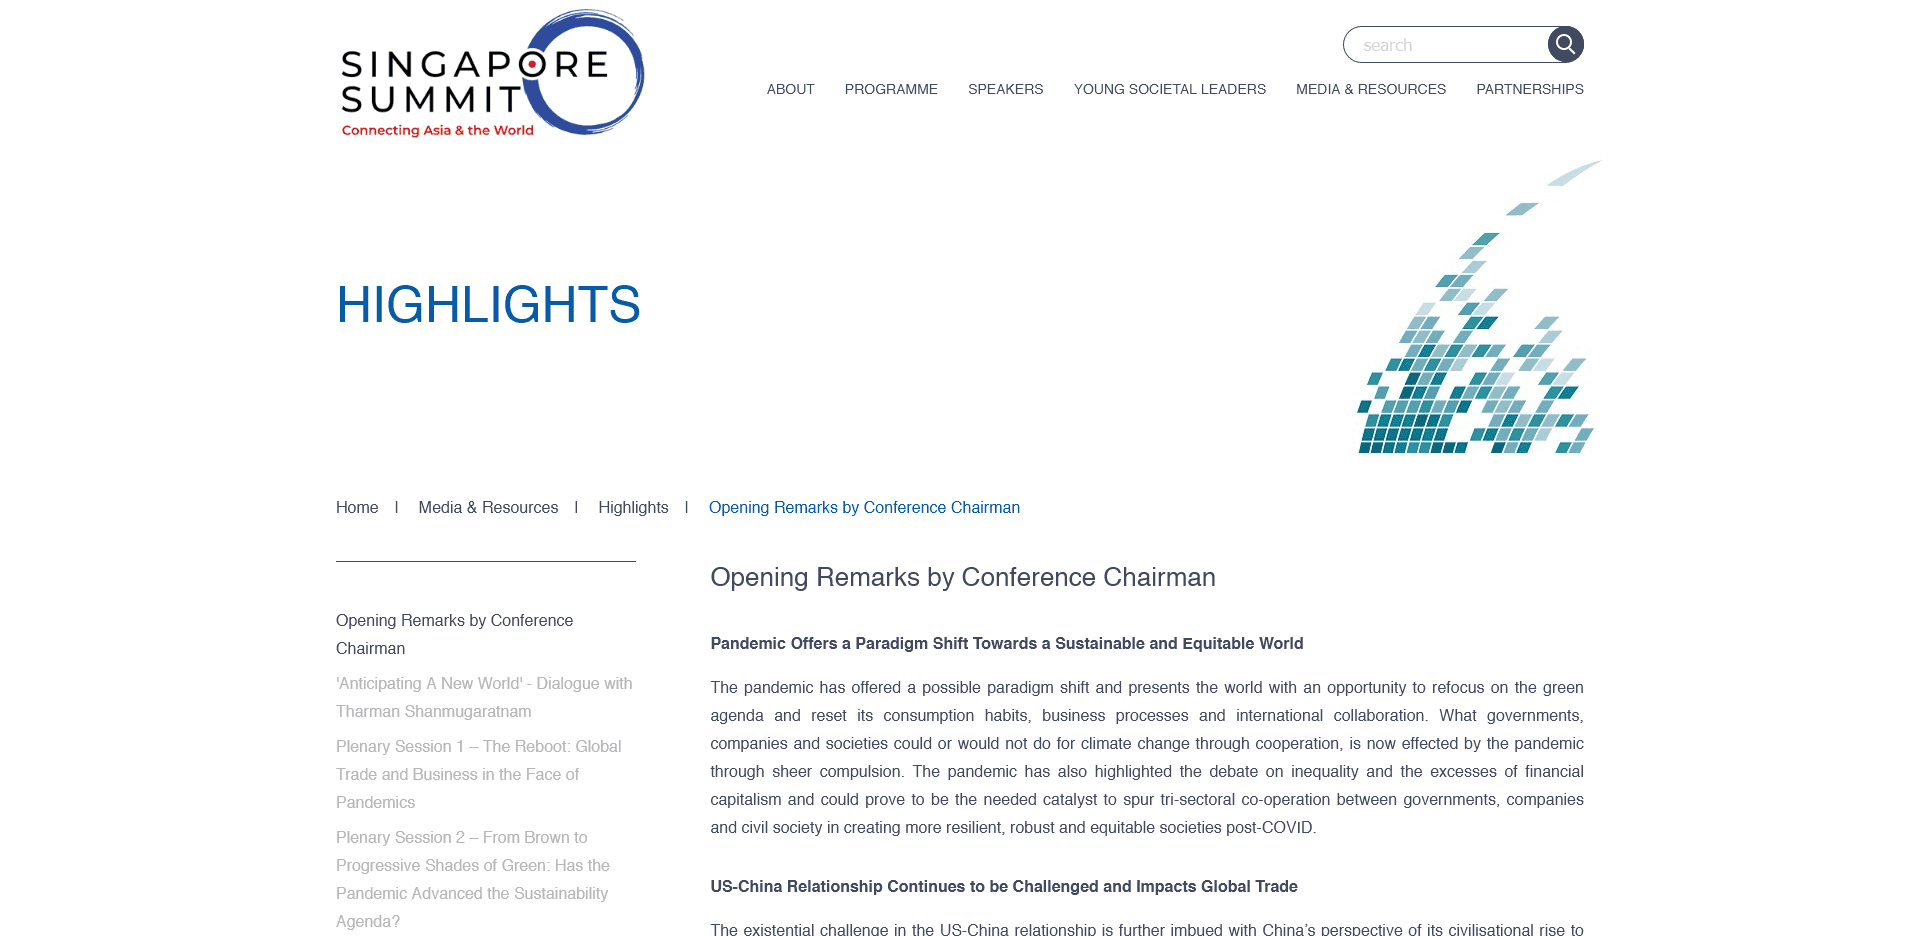 SINGAPORE
SUMMIT
Connecting Asia & the World
search
ABOUT PROGRAMME SPEAKERS YOUNG SOCIETAL LEADERS MEDIA & RESOURCES PARTNERSHIPS
HIGHLIGHTS
Home I Media & Resources I Highlights I Opening Remarks by Conference Chairman
Opening Remarks by Conference
Chairman
'Anticipating A New World' - Dialogue with
Tharman Shanmugaratnam
Plenary Session 1 – The Reboot: Global
Trade and Business in the Face of
Pandemics
Plenary Session 2 – From Brown to
Progressive Shades of Green: Has the
Pandemic Advanced the Sustainability
Agenda?
Opening Remarks by Conference Chairman
Pandemic Offers a Paradigm Shift Towards a Sustainable and Equitable World
The pandemic has offered a possible paradigm shift and presents the world with an opportunity to refocus on the green
agenda and reset its consumption habits, business processes and international collaboration. What governments,
companies and societies could or would not do for climate change through cooperation, is now effected by the pandemic
through sheer compulsion. The pandemic has also highlighted the debate on inequality and the excesses of financial
capitalism and could prove to be the needed catalyst to spur tri-sectoral co-operation between governments, companies
and civil society in creating more resilient, robust and equitable societies post-COVID.
US-China Relationship Continues to be Challenged and Impacts Global Trade
The existential challenge in the US-China relationship is further imbued with China's perspective of its civilisational rise to